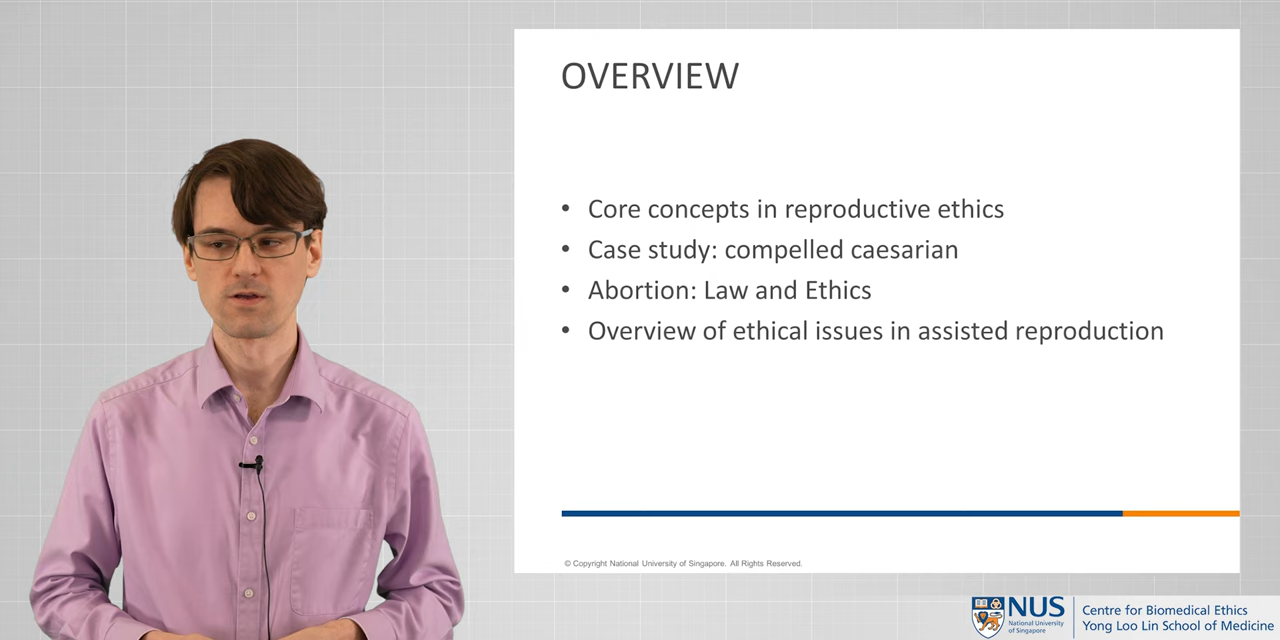 OVERVIEW
• Core concepts in reproductive ethics
• Case study: compelled caesarian
• Abortion: Law and Ethics
• Overview of ethical issues in assisted reproduction
© Copyright National University of Singapore. All Rights Reserved.
NUS
National University
of Singapore
Centre for Biomedical Ethics
Yong Loo Lin School of Medicine